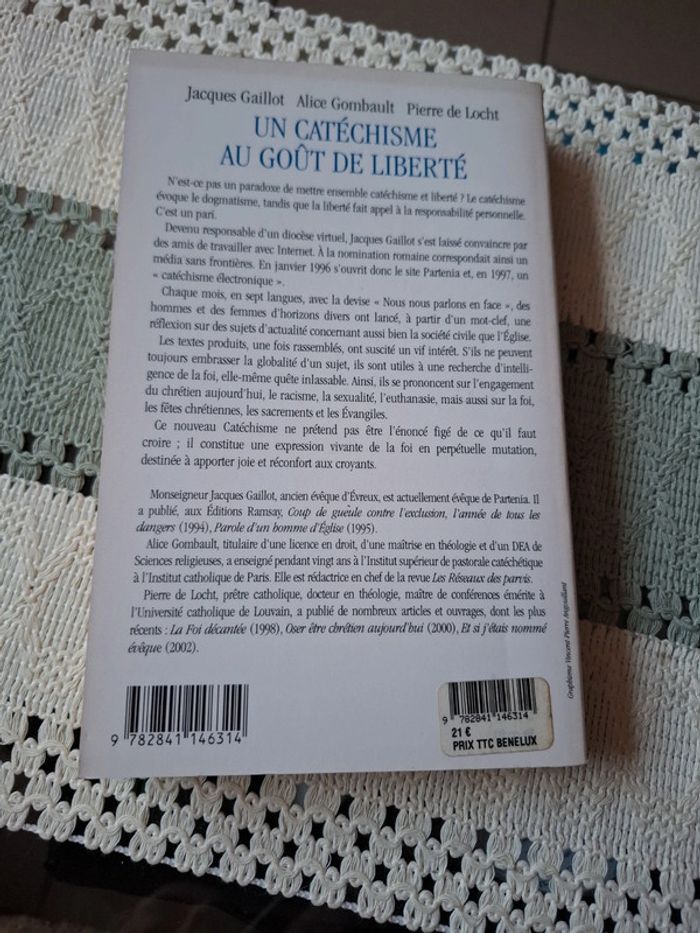 Jacques Gaillot Alice Gombault Pierre de Locht
UN CATÉCHISME
AU GOÛT DE LIBERTÉ
N'est-ce pas un paradoxe de mettre ensemble catéchisme et liberté ? Le catéchisme
évoque le dogmatisme, tandis que la liberté fait appel à la responsabilité personnelle.
C'est un pari.
Devenu responsable d'un diocèse virtuel, Jacques Gaillot s'est laissé convaincre par
des amis de travailler avec Internet. À la nomination romaine correspondait ainsi un
média sans frontières. En janvier 1996 s'ouvrit donc le site Partenia et, en 1997, un
« catéchisme électronique ».
Chaque mois, en sept langues, avec la devise « Nous nous parlons en face », des
hommes et des femmes d'horizons divers ont lancé, à partir d'un mot-clef, une
réflexion sur des sujets d'actualité concernant aussi bien la société civile que l'Église.
Les textes produits, une fois rassemblés, ont suscité un vif intérêt. S'ils ne peuvent
toujours embrasser la globalité d'un sujet, ils sont utiles à une recherche d'intelli-
gence de la foi, elle-même quête inlassable. Ainsi, ils se prononcent sur l'engagement
du chrétien aujourd'hui, le racisme, la sexualité, l'euthanasie, mais aussi sur la foi,
les fêtes chrétiennes, les sacrements et les Évangiles.
Ce nouveau Catéchisme ne prétend pas être l'énoncé figé de ce qu'il faut
croire ; il constitue une expression vivante de la foi en perpétuelle mutation,
destinée à apporter joie et réconfort aux croyants.
Monseigneur Jacques Gaillot, ancien évêque d'Évreux, est actuellement évêque de Partenia. Il
a publié, aux Éditions Ramsay, Coup de gueule contre l'exclusion, l'année de tous les
dangers (1994), Parole d'un homme d'Église (1995).
Alice Gombault, titulaire d'une licence en droit, d'une maîtrise en théologie et d'un DEA de
Sciences religieuses, a enseigné pendant vingt ans à l'Institut supérieur de pastorale catéchétique
à l'Institut catholique de Paris. Elle est rédactrice en chef de la revue Les Réseaux des parvis.
Pierre de Locht, prêtre catholique, docteur en théologie, maître de conférences émérite à
l'Université catholique de Louvain, a publié de nombreux articles et ouvrages, dont les plus
récents : La Foi décantée (1998), Oser être chrétien aujourd'hui (2000), Et si j'étais nommé
évêque (2002).
Graphisme Vincent Pierre Angouillant
9 782841 146314
9 782841 146314
21 €
PRIX TTC BENELUX